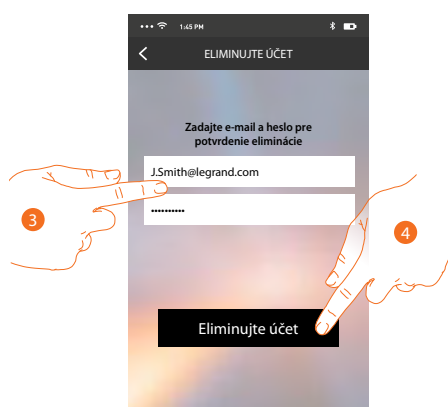 1:45 PM
ELIMINUJTE ÚČET
Zadajte e-mail a heslo pre
potvrdenie eliminácie
J.Smith@legrand.com
••••••••••
3
4
Eliminujte účet